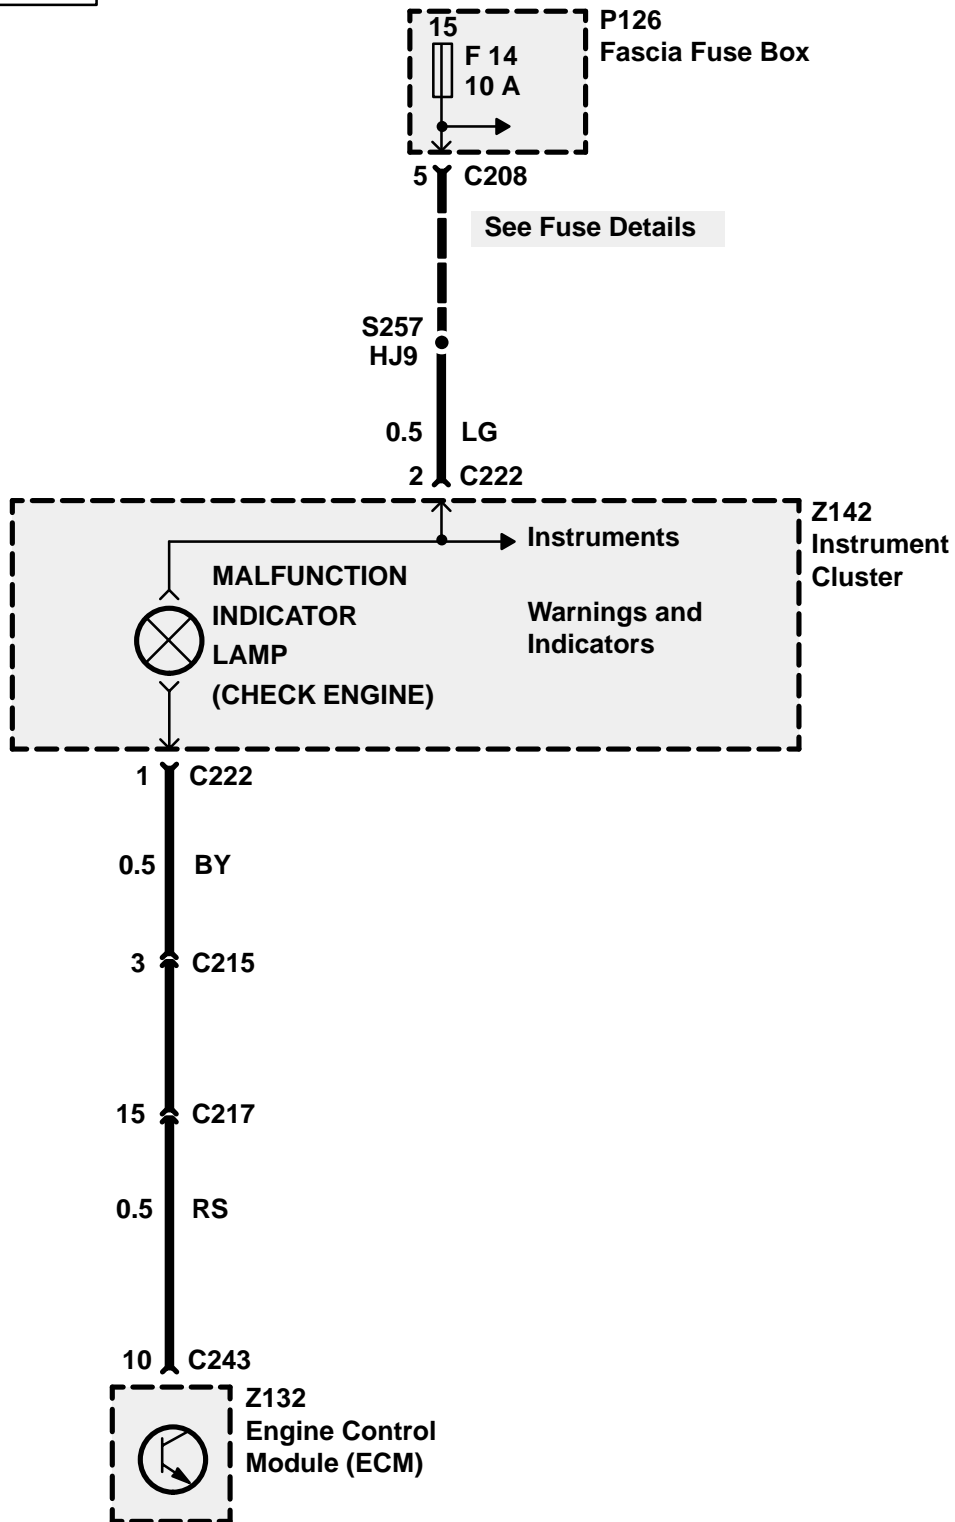 15
F 14
10 A
P126
Fascia Fuse Box
5 C208
See Fuse Details
S257
HJ9
0.5 LG
2 C222
Z142
Instrument
Cluster
Instruments
MALFUNCTION
INDICATOR
LAMP
(CHECK ENGINE)
Warnings and
Indicators
1 C222
0.5 BY
3 C215
15 C217
0.5 RS
10 C243
Z132
Engine Control
Module (ECM)